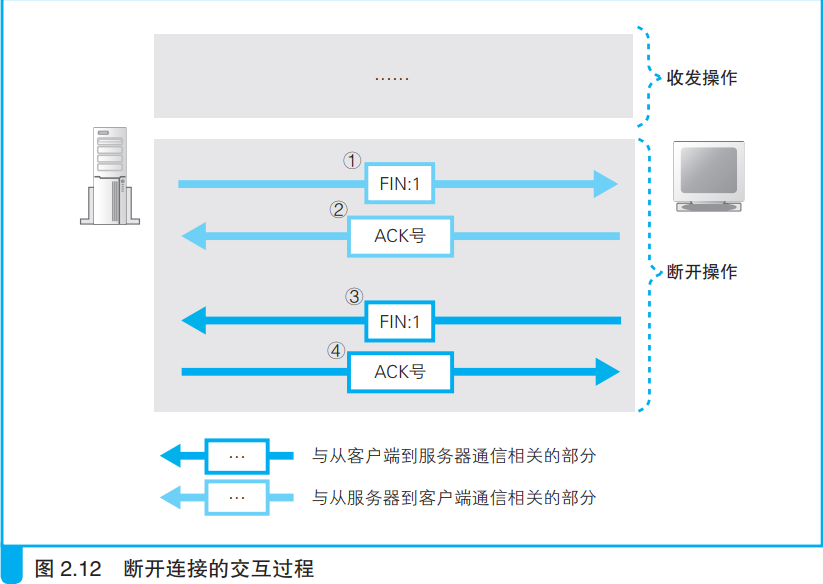 ……
收发操作
①
FIN:1
②
ACK号
断开操作
③
FIN:1
④
ACK号
… 与从客户端到服务器通信相关的部分
… 与从服务器到客户端通信相关的部分
图 2.12 断开连接的交互过程